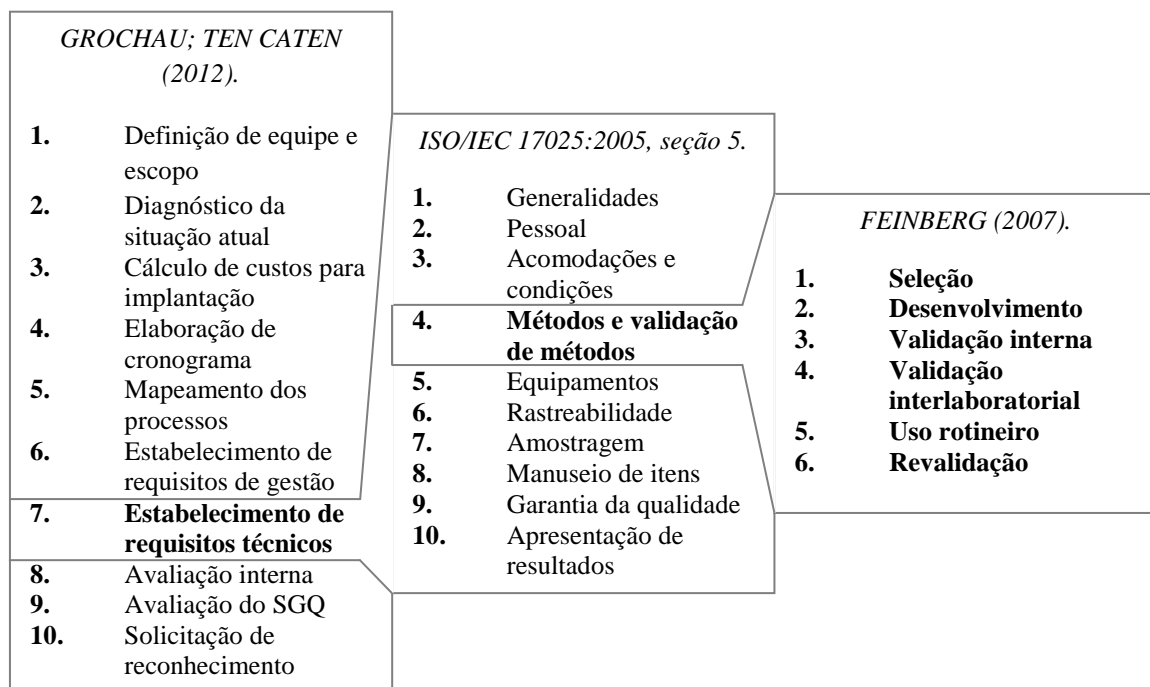 GROCHAU; TEN CATEN
(2012).
1. Definição de equipe e
escopo
2. Diagnóstico da
situação atual
3. Cálculo de custos para
implantação
4. Elaboração de
cronograma
5. Mapeamento dos
processos
6. Estabelecimento de
requisitos de gestão
7. Estabelecimento de
requisitos técnicos
8. Avaliação interna
9. Avaliação do SGQ
10. Solicitação de
reconhecimento
ISO/IEC 17025:2005, seção 5.
1. Generalidades
2. Pessoal
3. Acomodações e
condições
4. Métodos e validação
de métodos
5. Equipamentos
6. Rastreabilidade
7. Amostragem
8. Manuseio de itens
9. Garantia da qualidade
10. Apresentação de
resultados
FEINBERG (2007).
1. Seleção
2. Desenvolvimento
3. Validação interna
4. Validação
interlaboratorial
5. Uso rotineiro
6. Revalidação